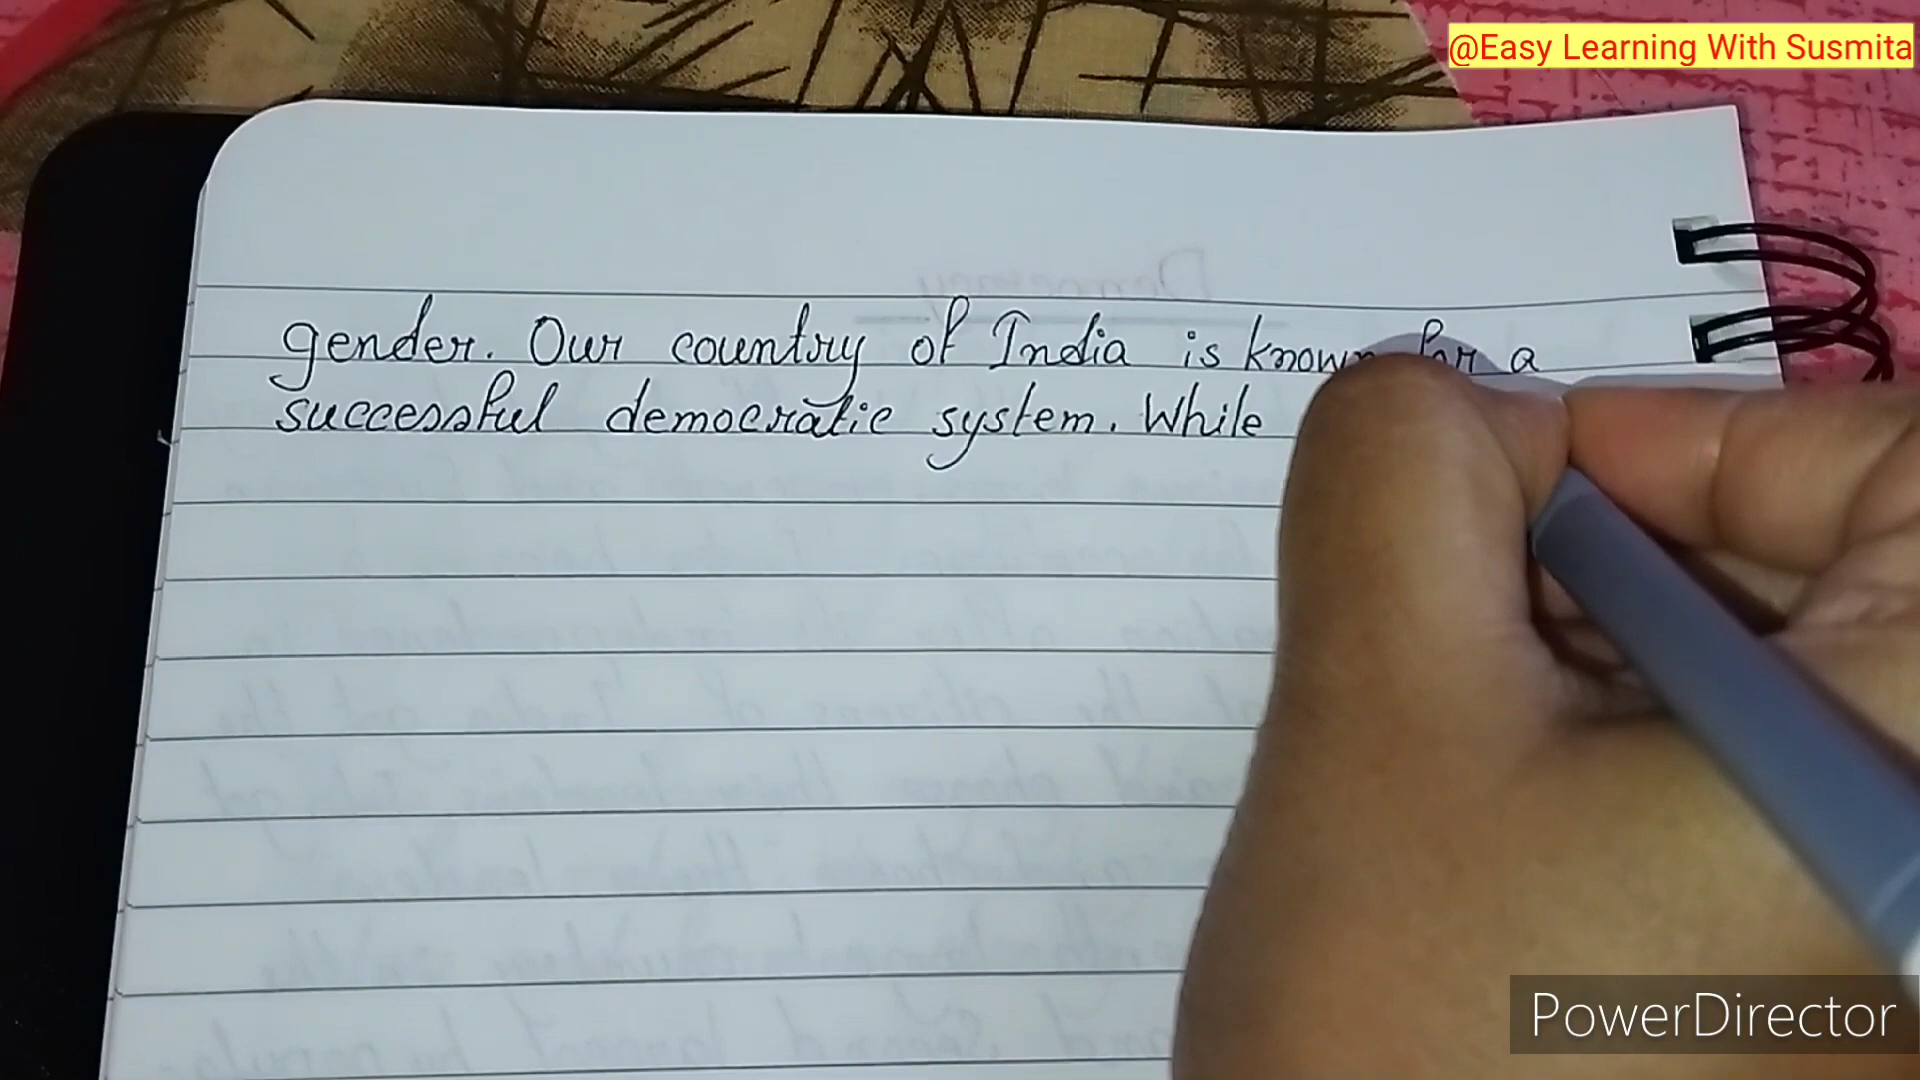 @Easy Learning With Susmita
gender. Our country of India is known for a
successful democratic system. While
PowerDirector